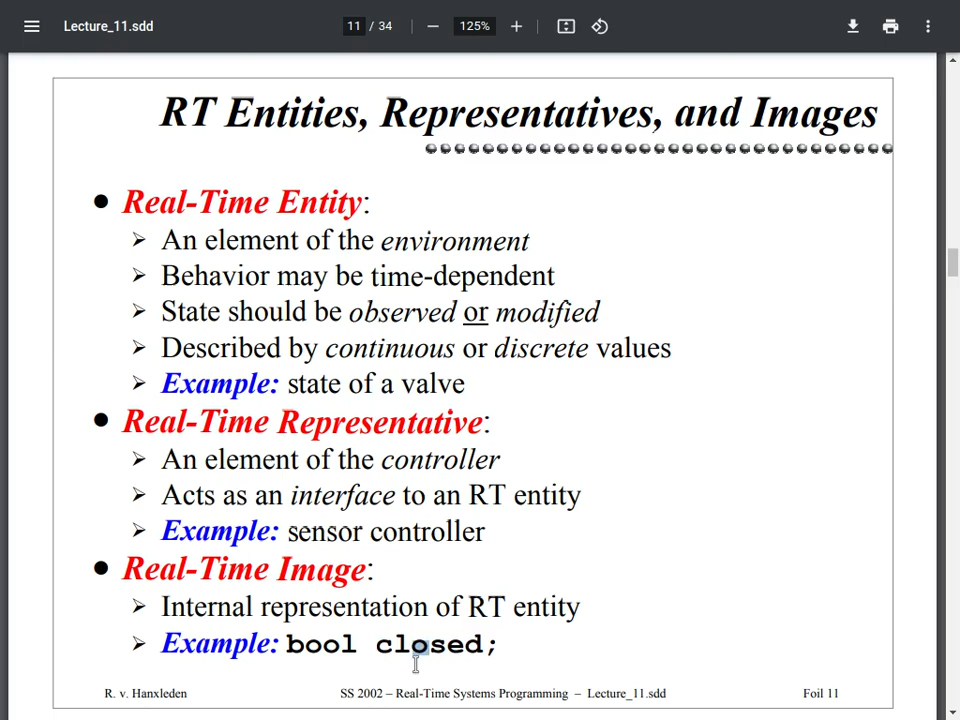 Lecture_11.sdd
11 / 34
125%
RT Entities, Representatives, and Images
Real-Time Entity:
An element of the environment
Behavior may be time-dependent
State should be observed or modified
Described by continuous or discrete values
Example: state of a valve
Real-Time Representative:
An element of the controller
Acts as an interface to an RT entity
Example: sensor controller
Real-Time Image:
Internal representation of RT entity
Example: bool closed;
R. v. Hanxleden SS 2002 – Real-Time Systems Programming – Lecture_11.sdd Foil 11